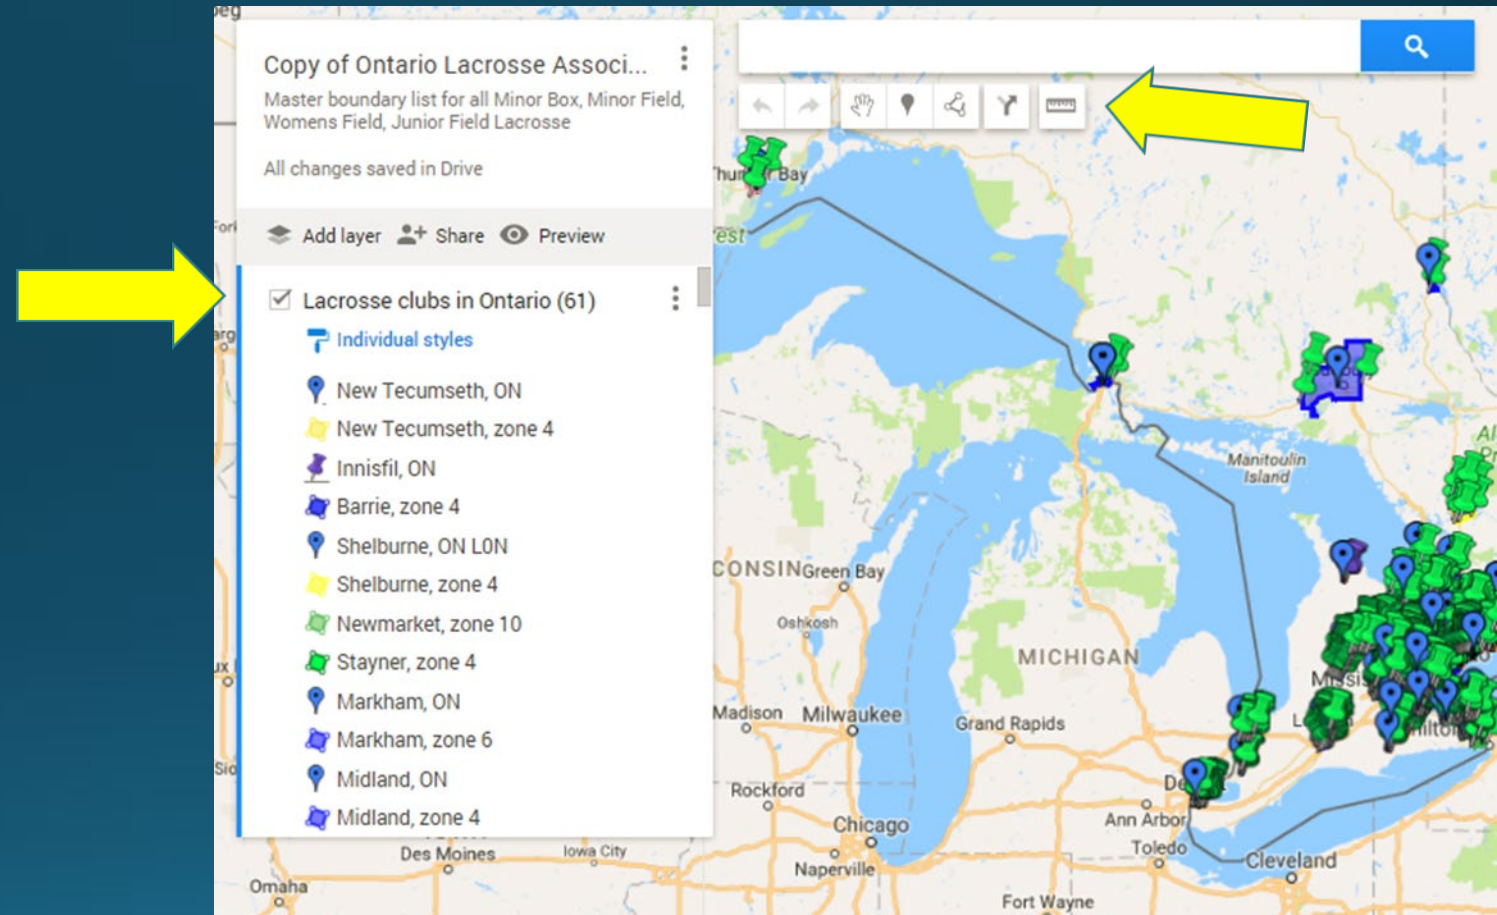 Copy of Ontario Lacrosse Associ...
Master boundary list for all Minor Box, Minor Field,
Womens Field, Junior Field Lacrosse
All changes saved in Drive
Add layer Share Preview
Lacrosse clubs in Ontario (61)
Individual styles
New Tecumseth, ON
New Tecumseth, zone 4
Innisfil, ON
Barrie, zone 4
Shelburne, ON L0N
Shelburne, zone 4
Newmarket, zone 10
Stayner, zone 4
Markham, ON
Markham, zone 6
Midland, ON
Midland, zone 4
Bay
Manitoulin
Island
Green Bay
Oshkosh
MICHIGAN
Madison
Milwaukee
Grand Rapids
Rockford
Ann Arbor
Chicago
Toledo
Des Moines
Iowa City
Naperville
Cleveland
Omaha
Fort Wayne